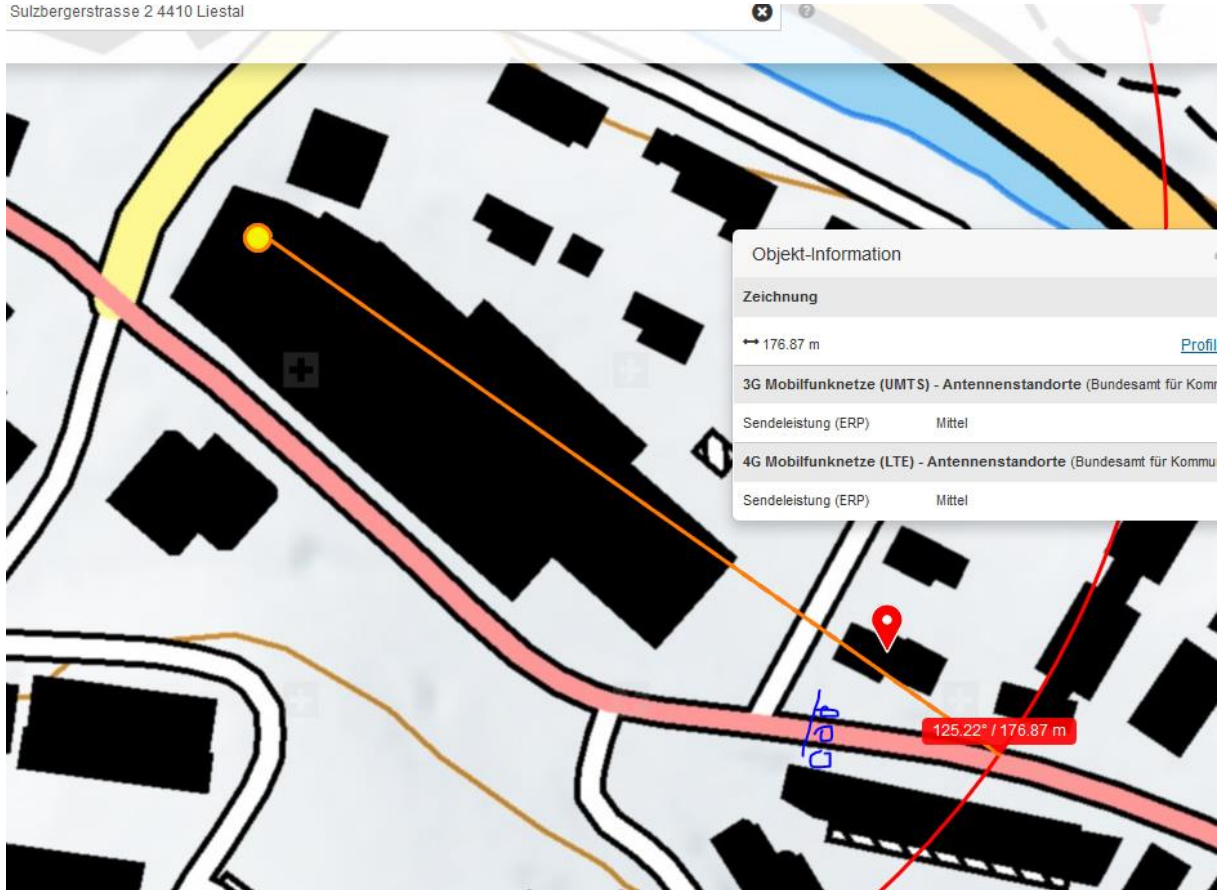 Sulzbergerstrasse 2 4410 Liestal
Objekt-Information
Zeichnung
176.87 m
Profil
3G Mobilfunknetze (UMTS) - Antennenstandorte (Bundesamt für Komm
Sendeleistung (ERP) Mittel
4G Mobilfunknetze (LTE) - Antennenstandorte (Bundesamt für Kommu
Sendeleistung (ERP) Mittel
125.22° / 176.87 m